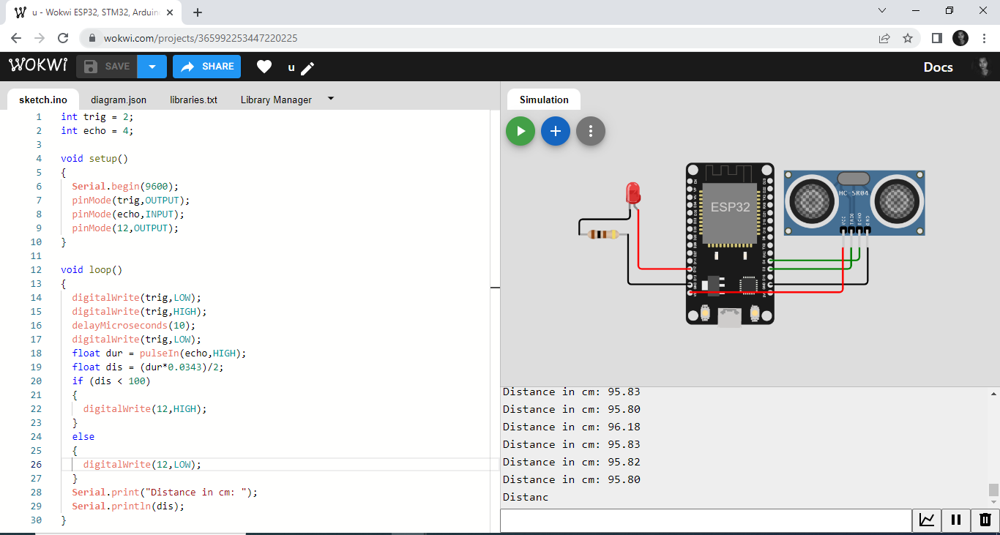 u - Wokwi ESP32, STM32, Arduin
wokwi.com/projects/365992253447220225
WOKWi
SAVE
SHARE
u
Docs
sketch.ino
diagram.json
libraries.txt
Library Manager
Simulation
1 int trig = 2;
2 int echo = 4;
3
4 void setup()
5 {
6 Serial.begin(9600);
7 pinMode(trig,OUTPUT);
8 pinMode(echo,INPUT);
9 pinMode(12,OUTPUT);
10 }
11
12 void loop()
13 {
14 digitalWrite(trig,LOW);
15 digitalWrite(trig,HIGH);
16 delayMicroseconds(10);
17 digitalWrite(trig,LOW);
18 float dur = pulseIn(echo,HIGH);
19 float dis = (dur*0.0343)/2;
20 if (dis < 100)
21 {
22 digitalWrite(12,HIGH);
23 }
24 else
25 {
26 digitalWrite(12,LOW);
27 }
28 Serial.print("Distance in cm: ");
29 Serial.println(dis);
30 }
ESP32
HC-SR04
VCC
TRIG
ECHO
GND
Distance in cm: 95.83
Distance in cm: 95.80
Distance in cm: 96.18
Distance in cm: 95.83
Distance in cm: 95.82
Distance in cm: 95.80
Distanc